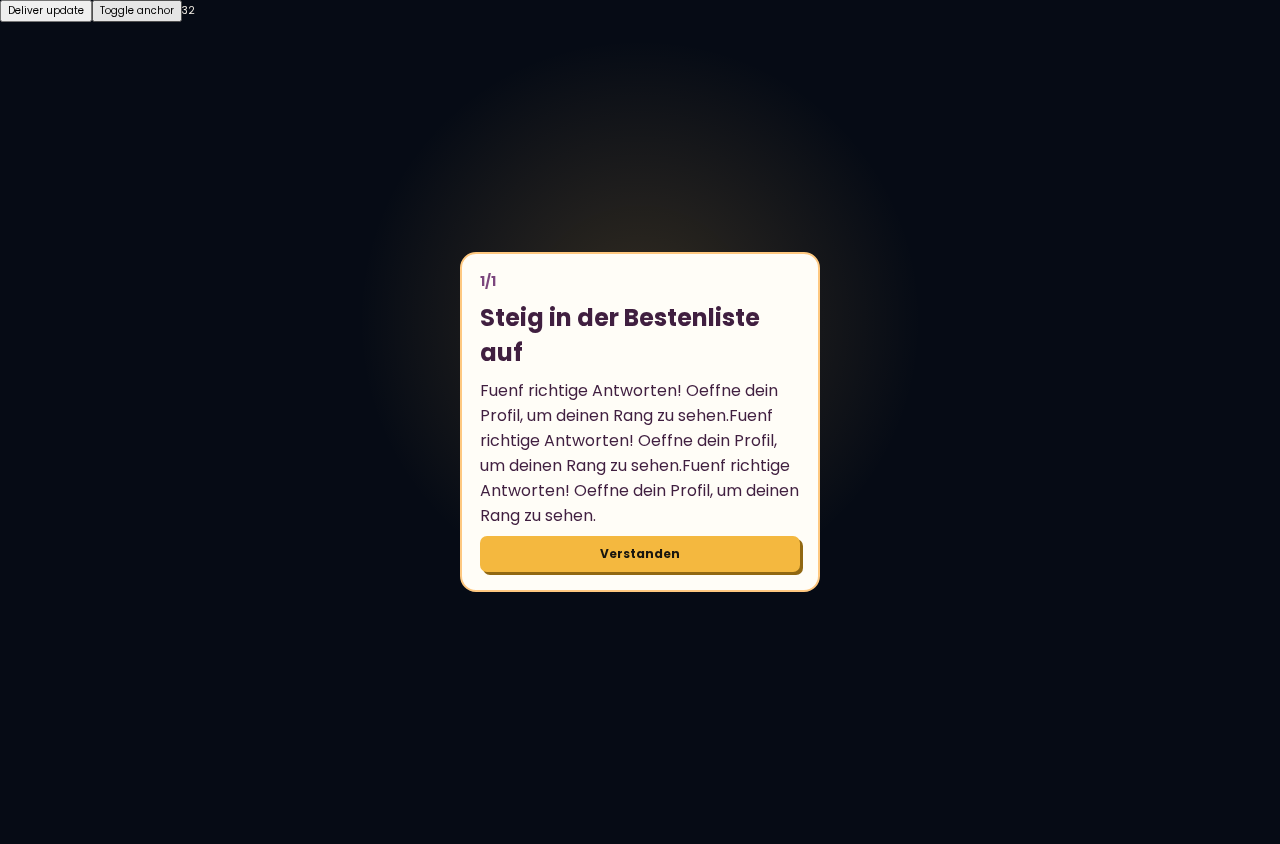 Deliver update Toggle anchor 32
1/1
Steig in der Bestenliste
auf
Fuenf richtige Antworten! Oeffne dein
Profil, um deinen Rang zu sehen.Fuenf
richtige Antworten! Oeffne dein Profil,
um deinen Rang zu sehen.Fuenf richtige
Antworten! Oeffne dein Profil, um deinen
Rang zu sehen.
Verstanden